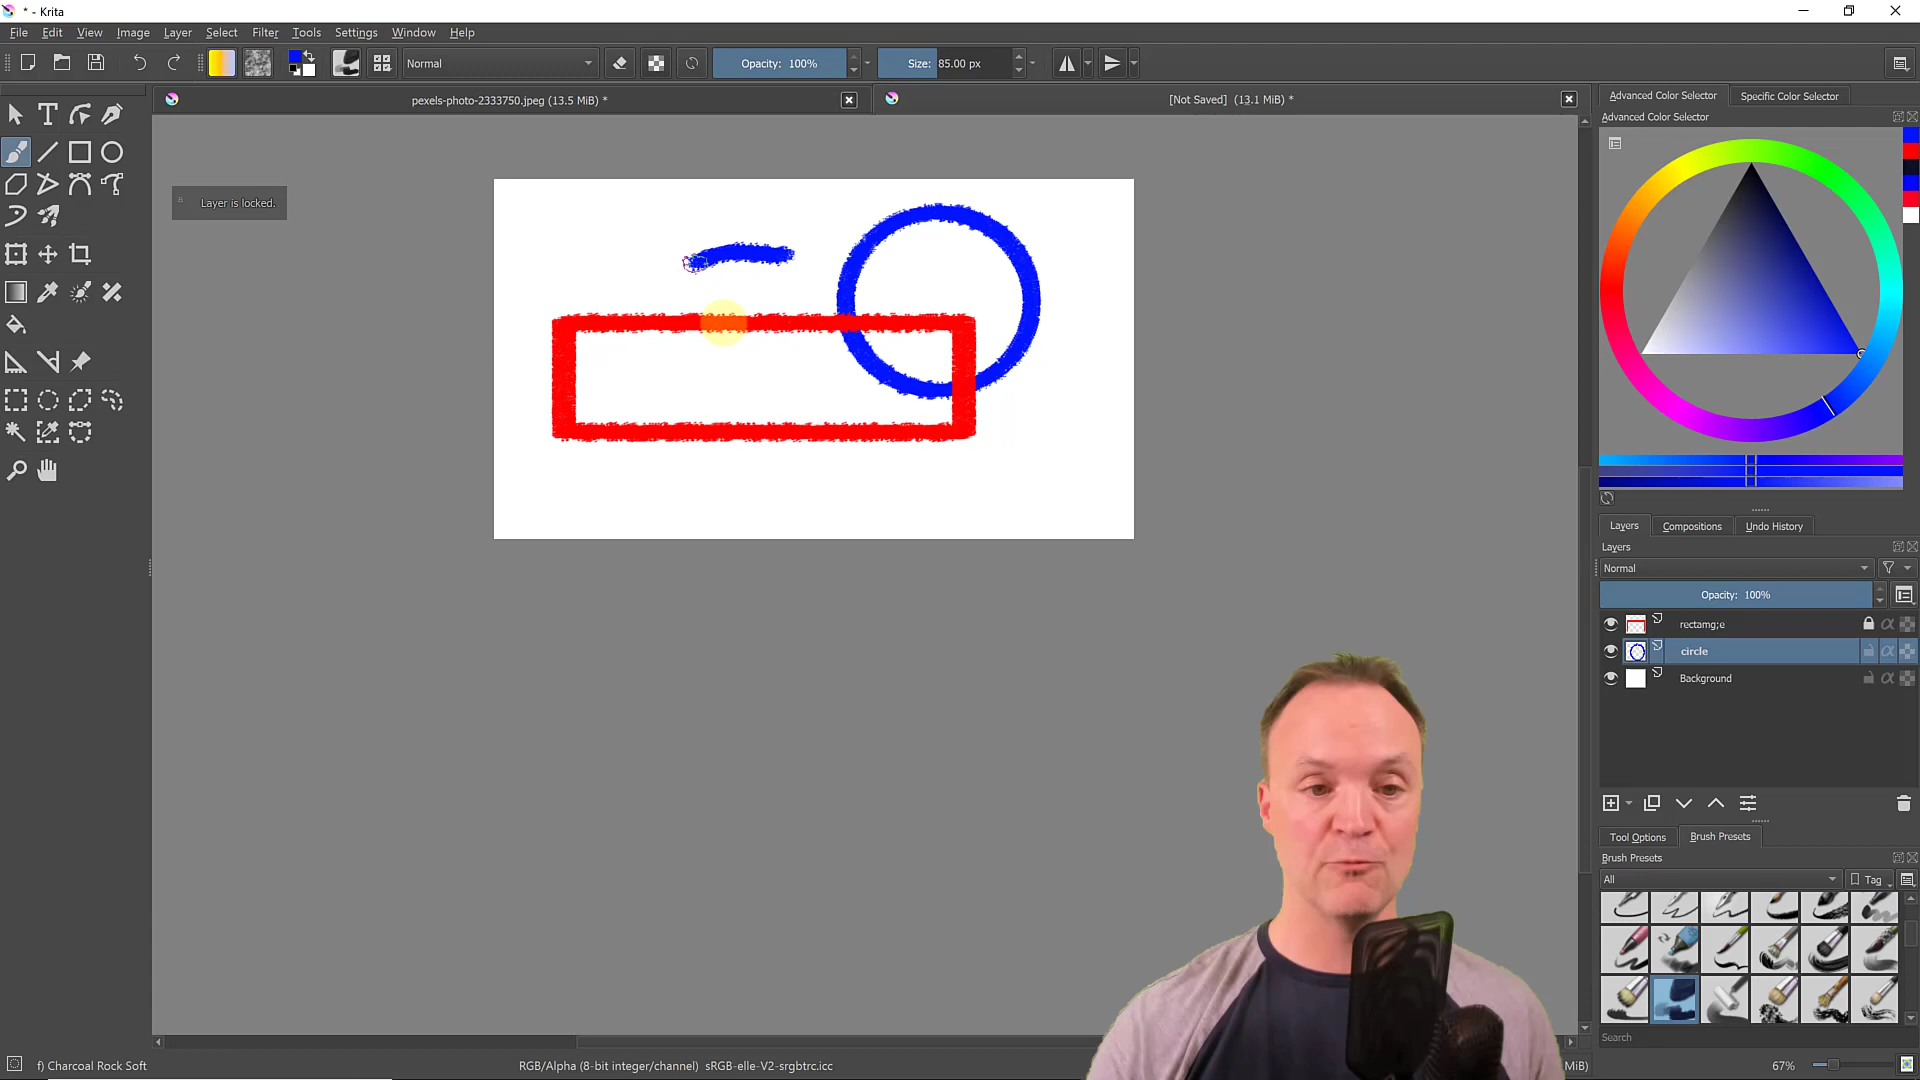 * - Krita
File Edit View Image Layer Select Filter Tools Settings Window Help
Normal Opacity: 100% Size: 85.00 px
pexels-photo-2333750.jpeg (13.5 MiB) * [Not Saved] (13.1 MiB) *
Advanced Color Selector Specific Color Selector
Advanced Color Selector
Layer is locked.
Layers Compositions Undo History
Layers
Normal
Opacity: 100%
rectamg;e
circle
Background
Tool Options Brush Presets
Brush Presets
All Tag
Search
f) Charcoal Rock Soft RGB/Alpha (8-bit integer/channel) sRGB-elle-V2-srgbtrc.icc MiB) 67%